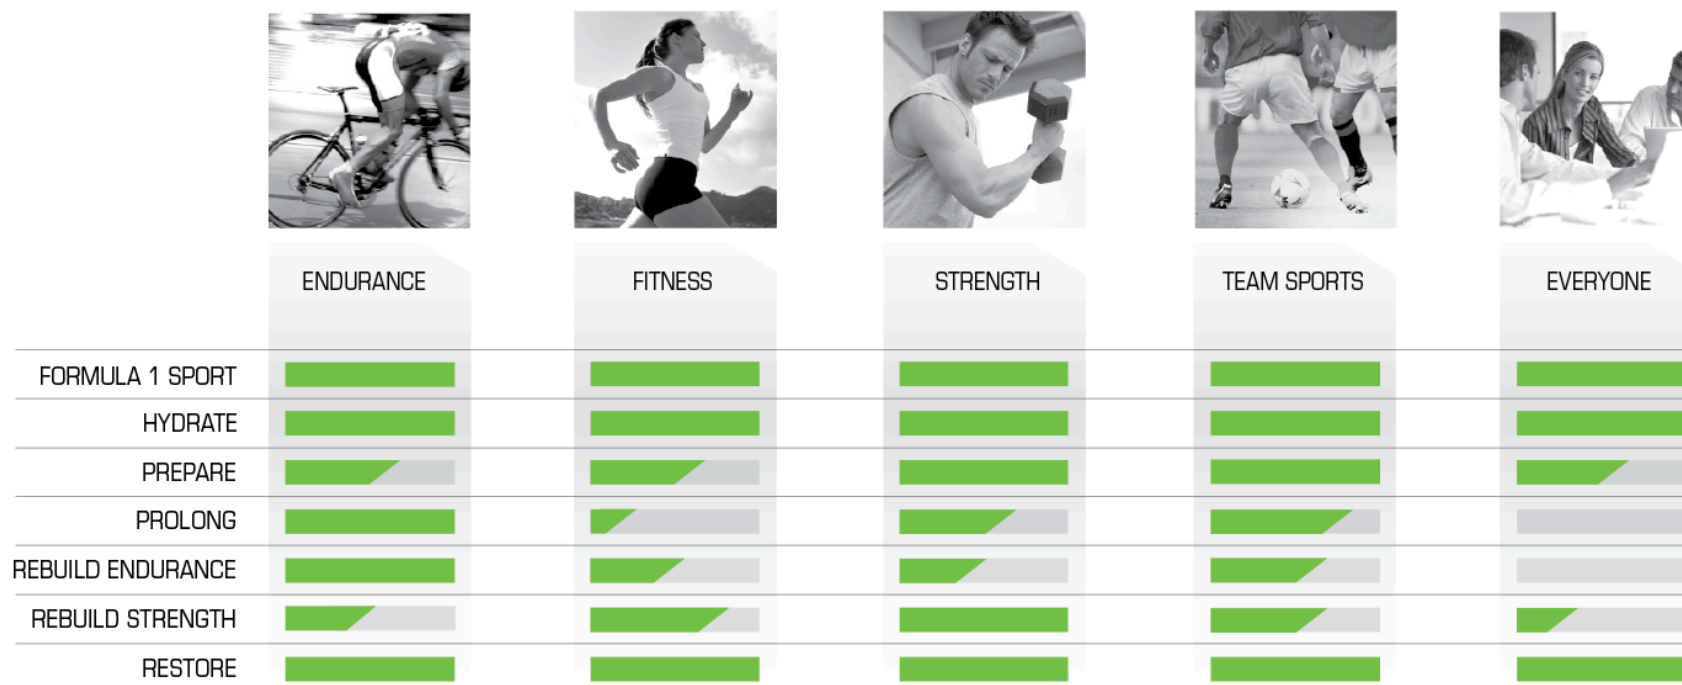 ENDURANCE
FITNESS
STRENGTH
TEAM SPORTS
EVERYONE
FORMULA 1 SPORT
HYDRATE
PREPARE
PROLONG
REBUILD ENDURANCE
REBUILD STRENGTH
RESTORE